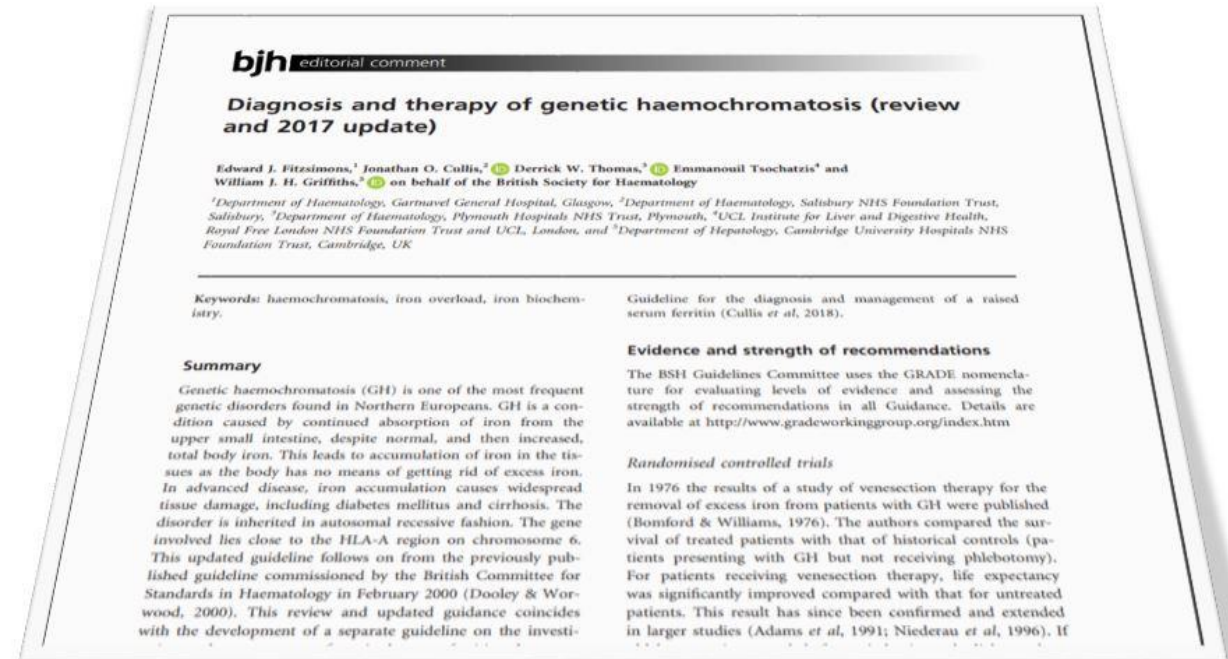 bjh editorial comment
Diagnosis and therapy of genetic haemochromatosis (review
and 2017 update)
Edward J. Fitzsimons,1 Jonathan O. Cullis,2 iD Derrick W. Thomas,3 iD Emmanouil Tsochatzis4 and
William J. H. Griffiths,5 iD on behalf of the British Society for Haematology
1Department of Haematology, Gartnavel General Hospital, Glasgow, 2Department of Haematology, Salisbury NHS Foundation Trust,
Salisbury, 3Department of Haematology, Plymouth Hospitals NHS Trust, Plymouth, 4UCL Institute for Liver and Digestive Health,
Royal Free London NHS Foundation Trust and UCL, London, and 5Department of Hepatology, Cambridge University Hospitals NHS
Foundation Trust, Cambridge, UK
Keywords: haemochromatosis, iron overload, iron biochem-
istry.
Summary
Genetic haemochromatosis (GH) is one of the most frequent
genetic disorders found in Northern Europeans. GH is a con-
dition caused by continued absorption of iron from the
upper small intestine, despite normal, and then increased,
total body iron. This leads to accumulation of iron in the tis-
sues as the body has no means of getting rid of excess iron.
In advanced disease, iron accumulation causes widespread
tissue damage, including diabetes mellitus and cirrhosis. The
disorder is inherited in autosomal recessive fashion. The gene
involved lies close to the HLA-A region on chromosome 6.
This updated guideline follows on from the previously pub-
lished guideline commissioned by the British Committee for
Standards in Haematology in February 2000 (Dooley & Wor-
wood, 2000). This review and updated guidance coincides
with the development of a separate guideline on the investi-
Guideline for the diagnosis and management of a raised
serum ferritin (Cullis et al, 2018).
Evidence and strength of recommendations
The BSH Guidelines Committee uses the GRADE nomencla-
ture for evaluating levels of evidence and assessing the
strength of recommendations in all Guidance. Details are
available at http://www.gradeworkinggroup.org/index.htm
Randomised controlled trials
In 1976 the results of a study of venesection therapy for the
removal of excess iron from patients with GH were published
(Bomford & Williams, 1976). The authors compared the sur-
vival of treated patients with that of historical controls (pa-
tients presenting with GH but not receiving phlebotomy).
For patients receiving venesection therapy, life expectancy
was significantly improved compared with that for untreated
patients. This result has since been confirmed and extended
in larger studies (Adams et al, 1991; Niederau et al, 1996). If